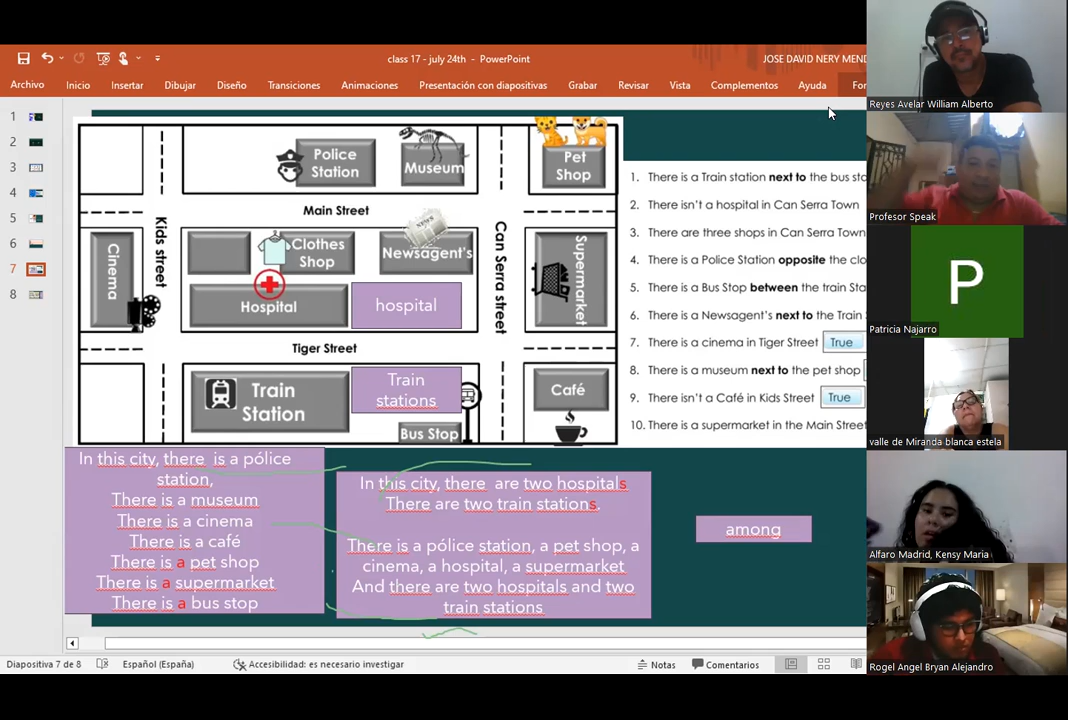 class 17 - july 24th - PowerPoint
JOSE DAVID NERY MEND
Archivo Inicio Insertar Dibujar Diseño Transiciones Animaciones Presentación con diapositivas Grabar Revisar Vista Complementos Ayuda For
1
2
3
4
5
6
7
8
Police
Station
Museum
Pet
Shop
Main Street
Kids street
Can Serra street
Cinema
Clothes
Shop
NEWS
Newsagent's
Supermarket
Hospital
hospital
Tiger Street
Train
Station
Train
stations
Bus Stop
Café
1. There is a Train station next to the bus sta
2. There isn't a hospital in Can Serra Town
3. There are three shops in Can Serra Town
4. There is a Police Station opposite the clo
5. There is a Bus Stop between the train Sta
6. There is a Newsagent's next to the Train
7. There is a cinema in Tiger Street True
8. There is a museum next to the pet shop
9. There isn't a Café in Kids Street True
10. There is a supermarket in the Main Street
In this city, there is a pólice
station,
There is a museum
There is a cinema
There is a café
There is a pet shop
There is a supermarket
There is a bus stop
In this city, there are two hospitals
There are two train stations.
There is a pólice station, a pet shop, a
cinema, a hospital, a supermarket
And there are two hospitals and two
train stations
among
Diapositiva 7 de 8 Español (España) Accesibilidad: es necesario investigar Notas Comentarios
Reyes Avelar William Alberto
Profesor Speak
P
Patricia Najarro
valle de Miranda blanca estela
Alfaro Madrid, Kensy Maria
Rogel Angel Bryan Alejandro